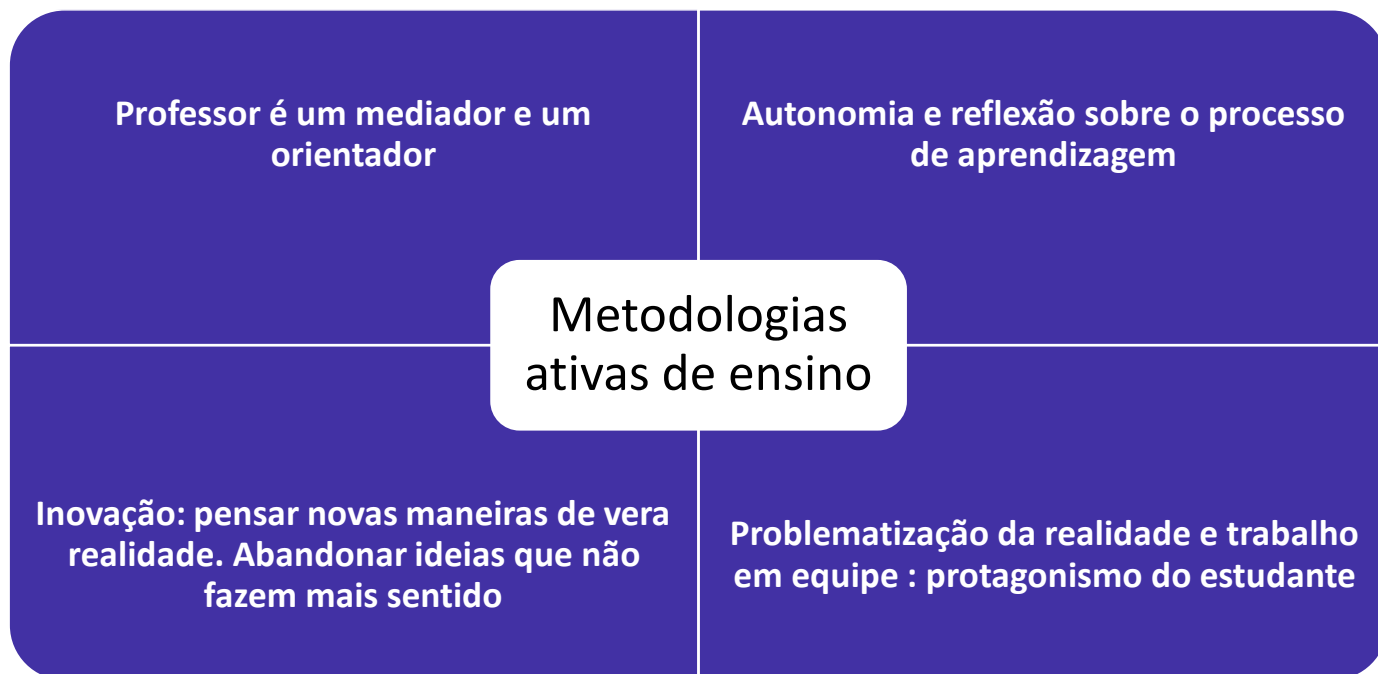 Professor é um mediador e um
orientador
Autonomia e reflexão sobre o processo
de aprendizagem
Metodologias
ativas de ensino
Inovação: pensar novas maneiras de vera
realidade. Abandonar ideias que não
fazem mais sentido
Problematização da realidade e trabalho
em equipe : protagonismo do estudante